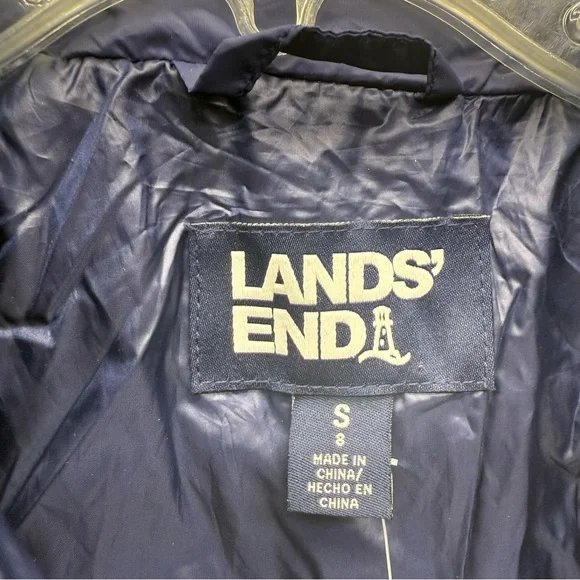 LANDS'
END
S
8
MADE IN
CHINA/
HECHO EN
CHINA